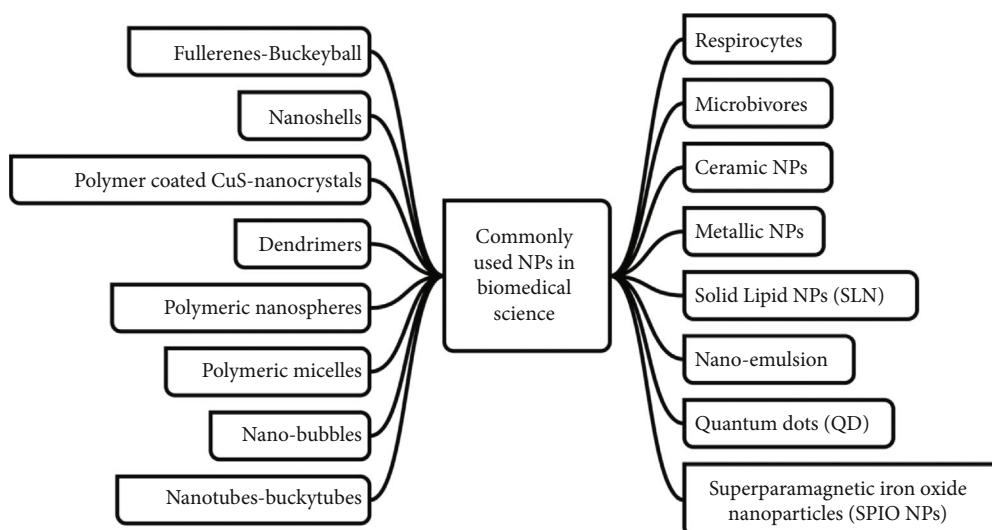 Fullerenes-Buckeyball
Nanoshells
Polymer coated CuS-nanocrystals
Dendrimers
Polymeric nanospheres
Polymeric micelles
Nano-bubbles
Nanotubes-buckytubes
Commonly
used NPs in
biomedical
science
Respirocytes
Microbivores
Ceramic NPs
Metallic NPs
Solid Lipid NPs (SLN)
Nano-emulsion
Quantum dots (QD)
Superparamagnetic iron oxide
nanoparticles (SPIO NPs)